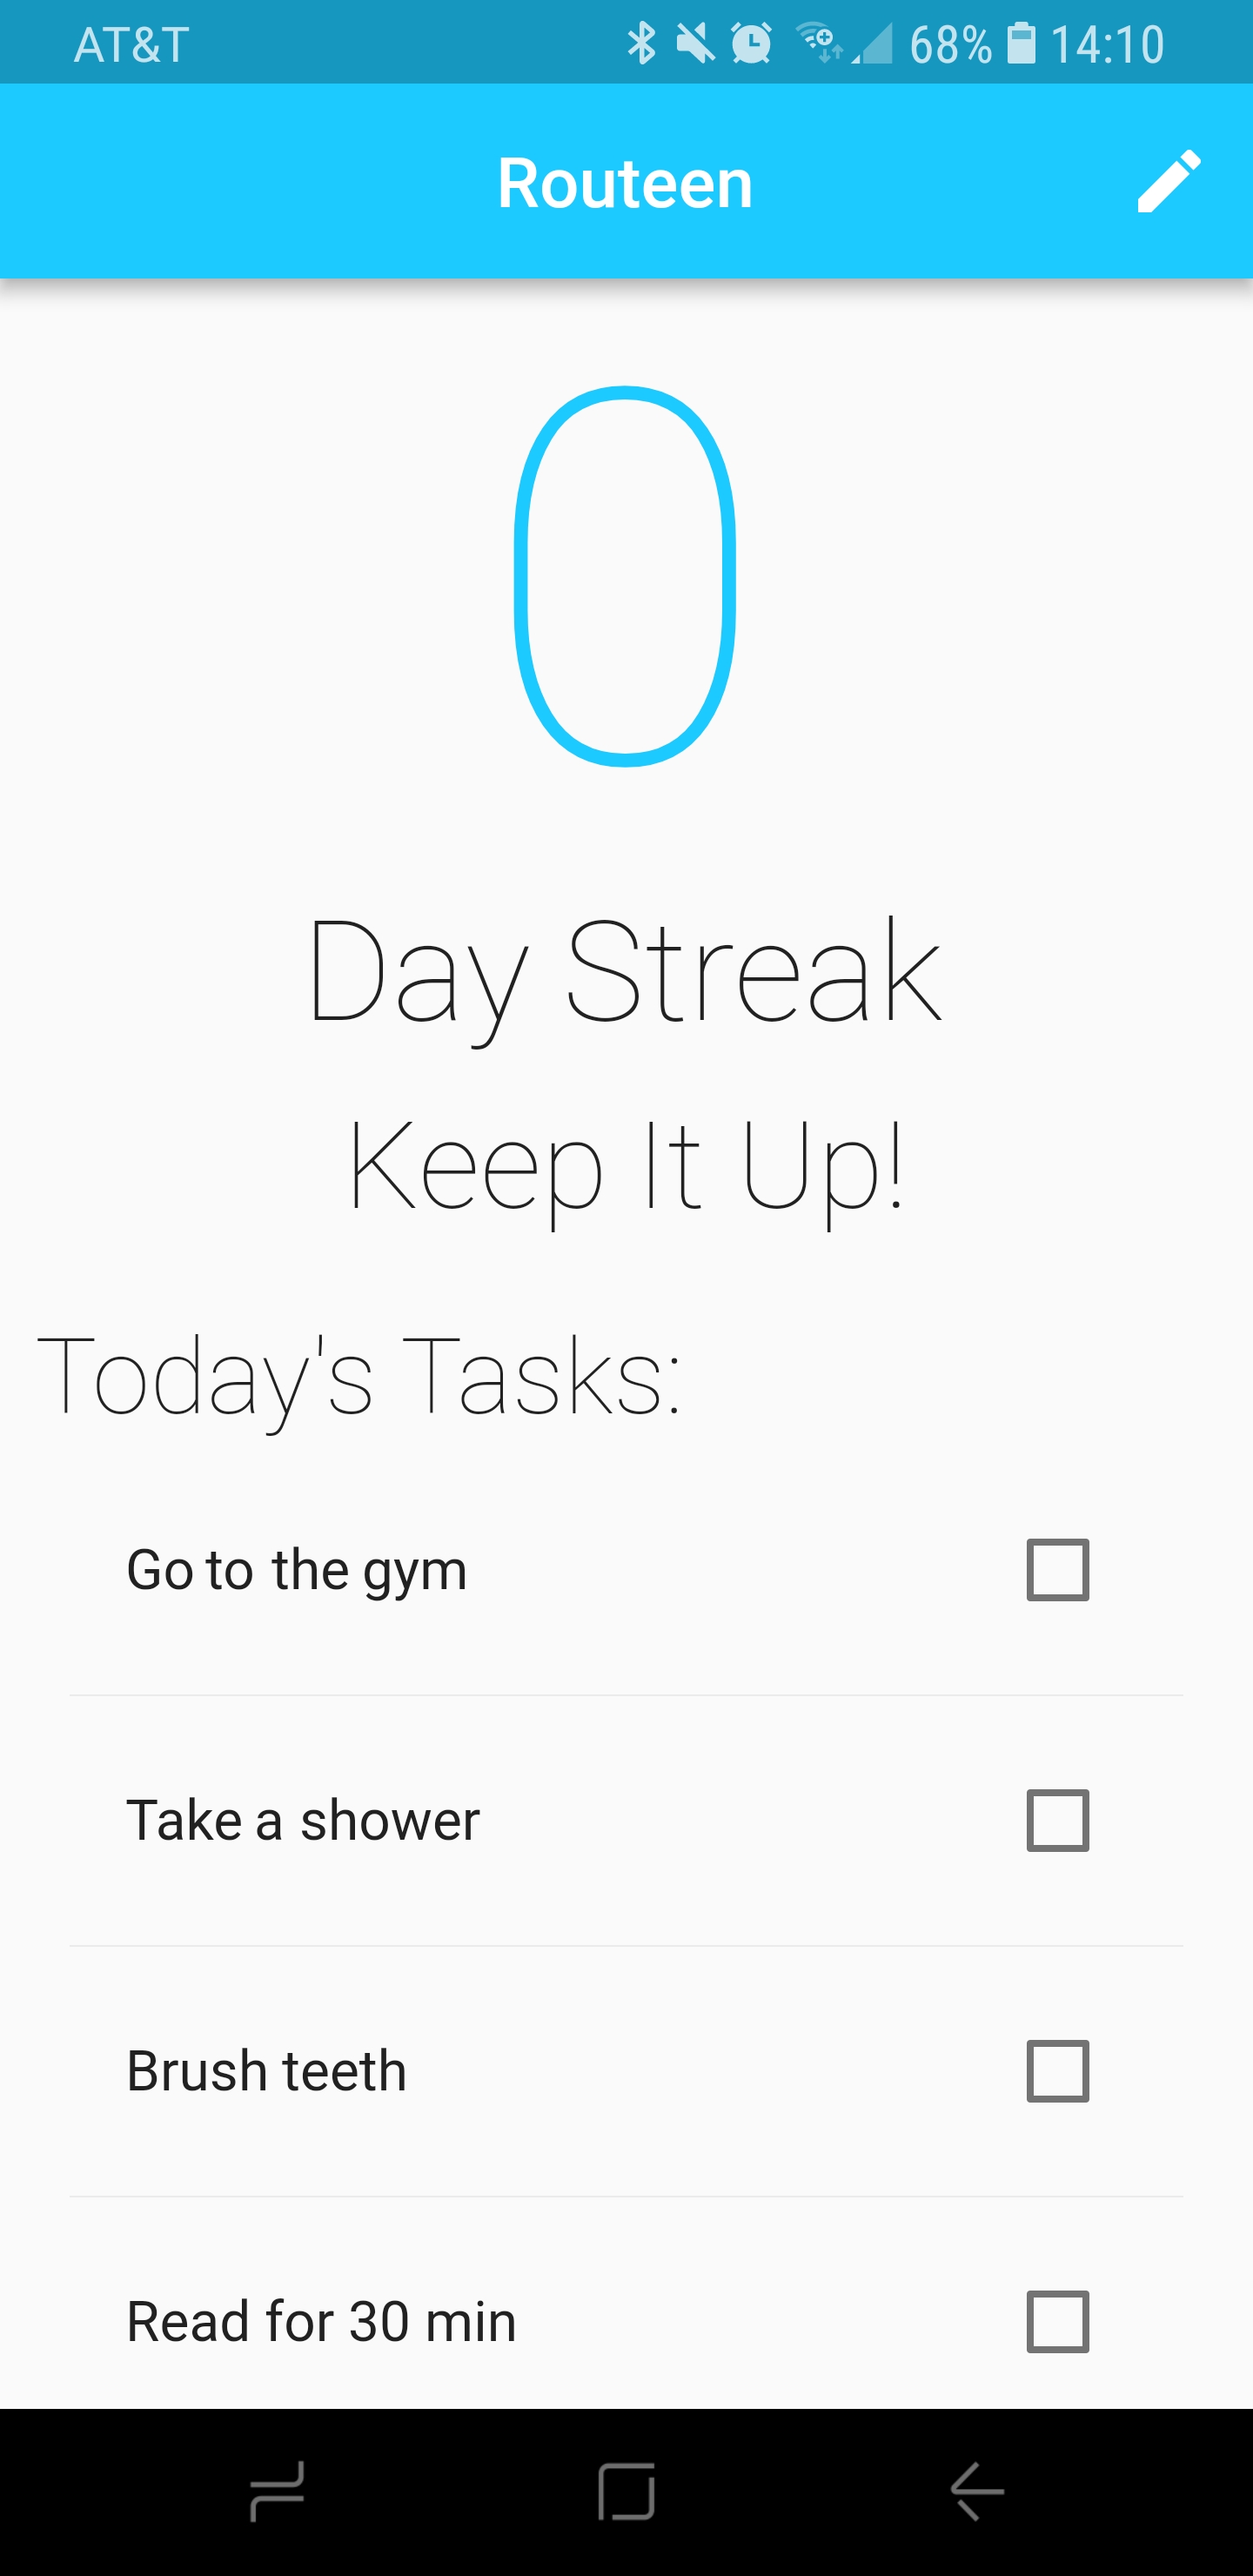 AT&T 68% 14:10
Routeen
0
Day Streak
Keep It Up!
Today's Tasks:
Go to the gym
Take a shower
Brush teeth
Read for 30 min